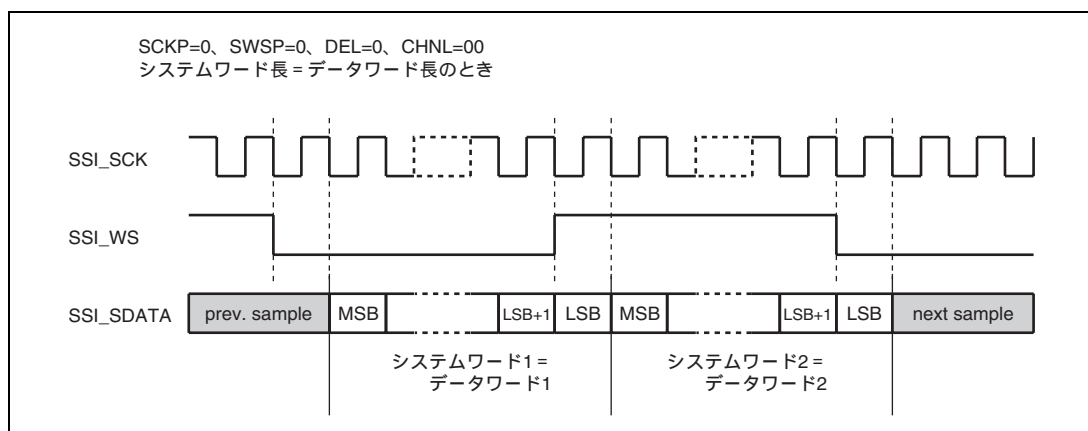 SCKP=0、SWSP=0、DEL=0、CHNL=00
システムワード長 = データワード長のとき
SSI_SCK
SSI_WS
SSI_SDATA
prev. sample
MSB
LSB+1
LSB
MSB
LSB+1
LSB
next sample
システムワード1 =
データワード1
システムワード2 =
データワード2